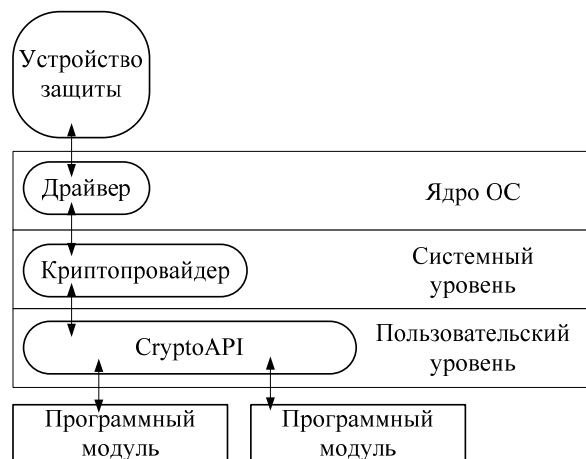 Устройство
защиты
Драйвер
Ядро ОС
Криптопровайдер
Системный
уровень
CryptoAPI
Пользовательский
уровень
Программный
модуль
Программный
модуль